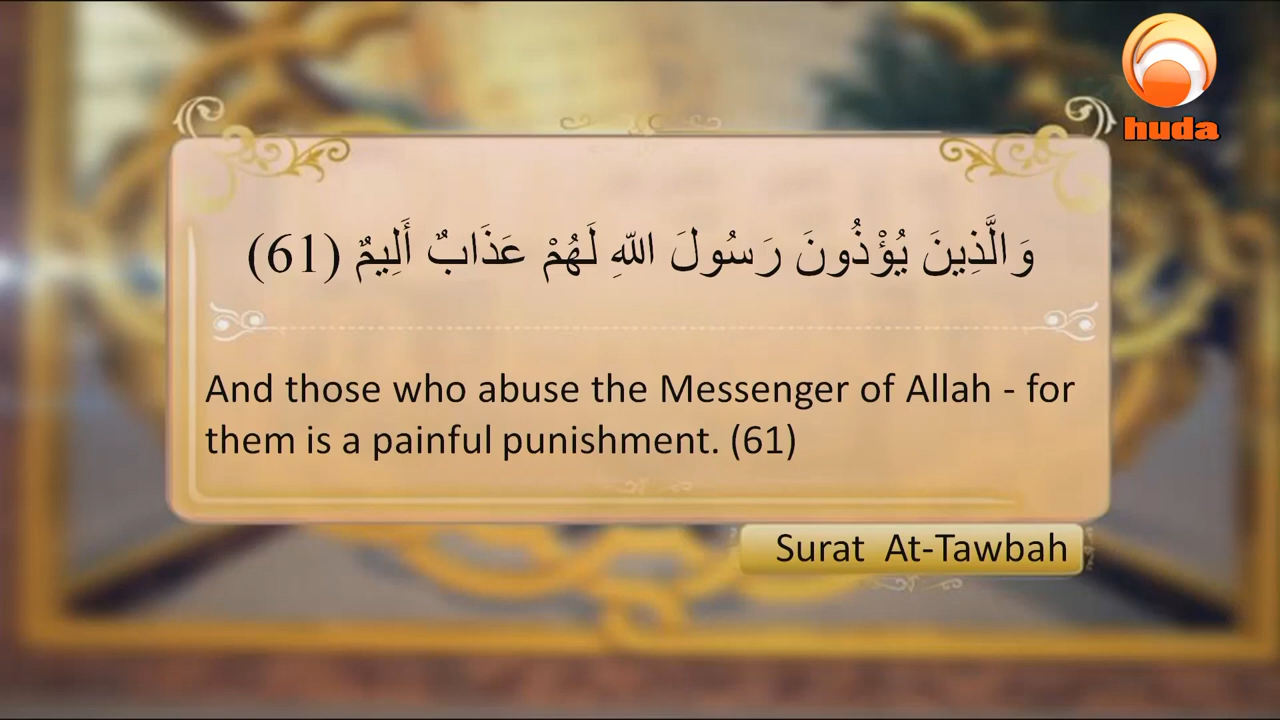 huda
وَالَّذِينَ يُؤْذُونَ رَسُولَ اللَّهِ لَهُمْ عَذَابٌ أَلِيمٌ (61)
And those who abuse the Messenger of Allah - for
them is a painful punishment. (61)
Surat At-Tawbah